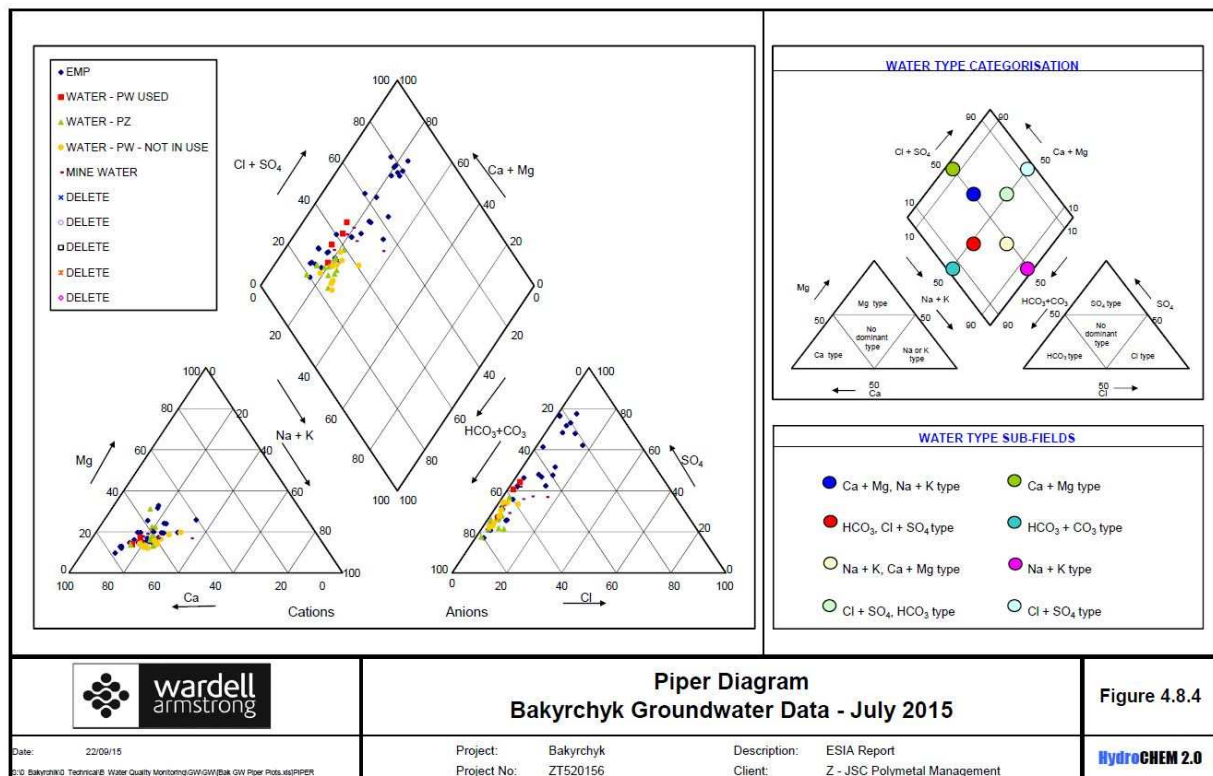 EMP
WATER - PW USED
WATER - PZ
WATER - PW - NOT IN USE
MINE WATER
DELETE
DELETE
DELETE
DELETE
DELETE
100 100
80 80
60 60
40 40
20 20
0 0
0 0
20 20
40 40
60 60
80 80
100 100
Cl + SO₄
Ca + Mg
Na + K
HCO₃+CO₃
100 0
80 20
60 40
40 60
20 80
0 100
Mg
100 80 60 40 20 0
Ca
Cations
0 100
20 80
40 60
60 40
80 20
100 0
SO₄
0 20 40 60 80 100
Anions
Cl
WATER TYPE CATEGORISATION
90 90
Cl + SO₄
Ca + Mg
50 50
10 10
10 10
Mg
Na + K
HCO₃+CO₃
SO₄
50 50
50 50
50 50
90 90
Mg type
No
dominant
type
Ca type
Na or K
type
SO₄ type
No
dominant
type
HCO₃ type
Cl type
50
Ca
50
Cl
WATER TYPE SUB-FIELDS
Ca + Mg, Na + K type
Ca + Mg type
HCO₃, Cl + SO₄ type
HCO₃ + CO₃ type
Na + K, Ca + Mg type
Na + K type
Cl + SO₄, HCO₃ type
Cl + SO₄ type
wardell
armstrong
Piper Diagram
Bakyrchyk Groundwater Data - July 2015
Figure 4.8.4
Date: 22/09/15
Project: Bakyrchyk
Description: ESIA Report
Project No: ZT520156
Client: Z - JSC Polymetal Management
HydroCHEM 2.0